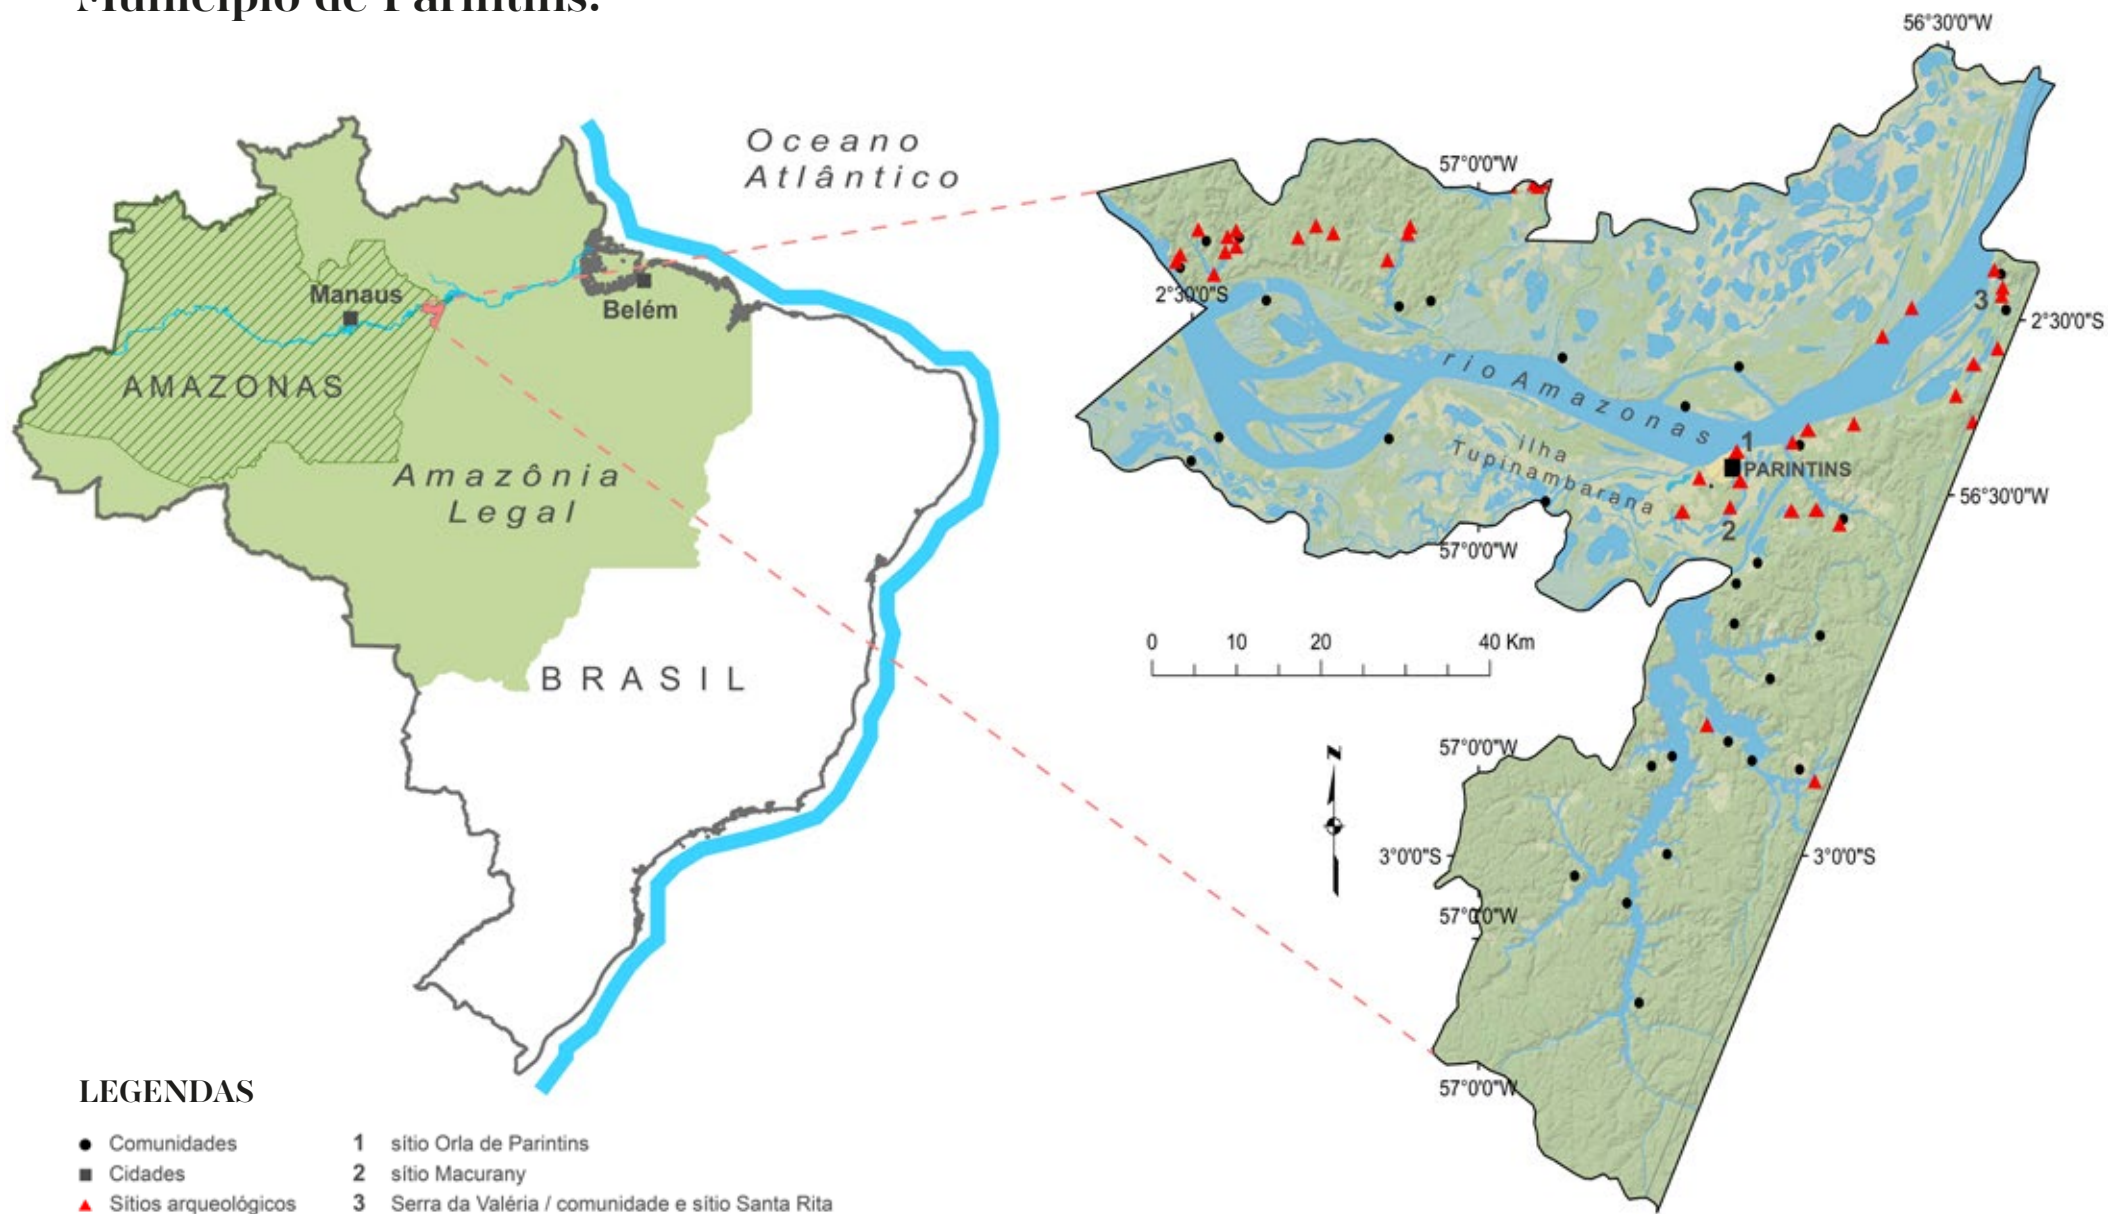 Município de Parintins.
56°30'0"W
Oceano
Atlântico
57°0'0"W
Manaus
Belém
2°30'0"S
3
2°30'0"S
AMAZONAS
rio Amazonas
Amazônia
Legal
ilha
Tupinambarana
1
PARINTINS
56°30'0"W
2
57°0'0"W
0 10 20 40 Km
BRASIL
N
57°0'0"W
3°0'0"S
3°0'0"S
57°0'0"W
57°0'0"W
LEGENDAS
Comunidades
Cidades
Sítios arqueológicos
1 sítio Orla de Parintins
2 sítio Macurany
3 Serra da Valéria / comunidade e sítio Santa Rita